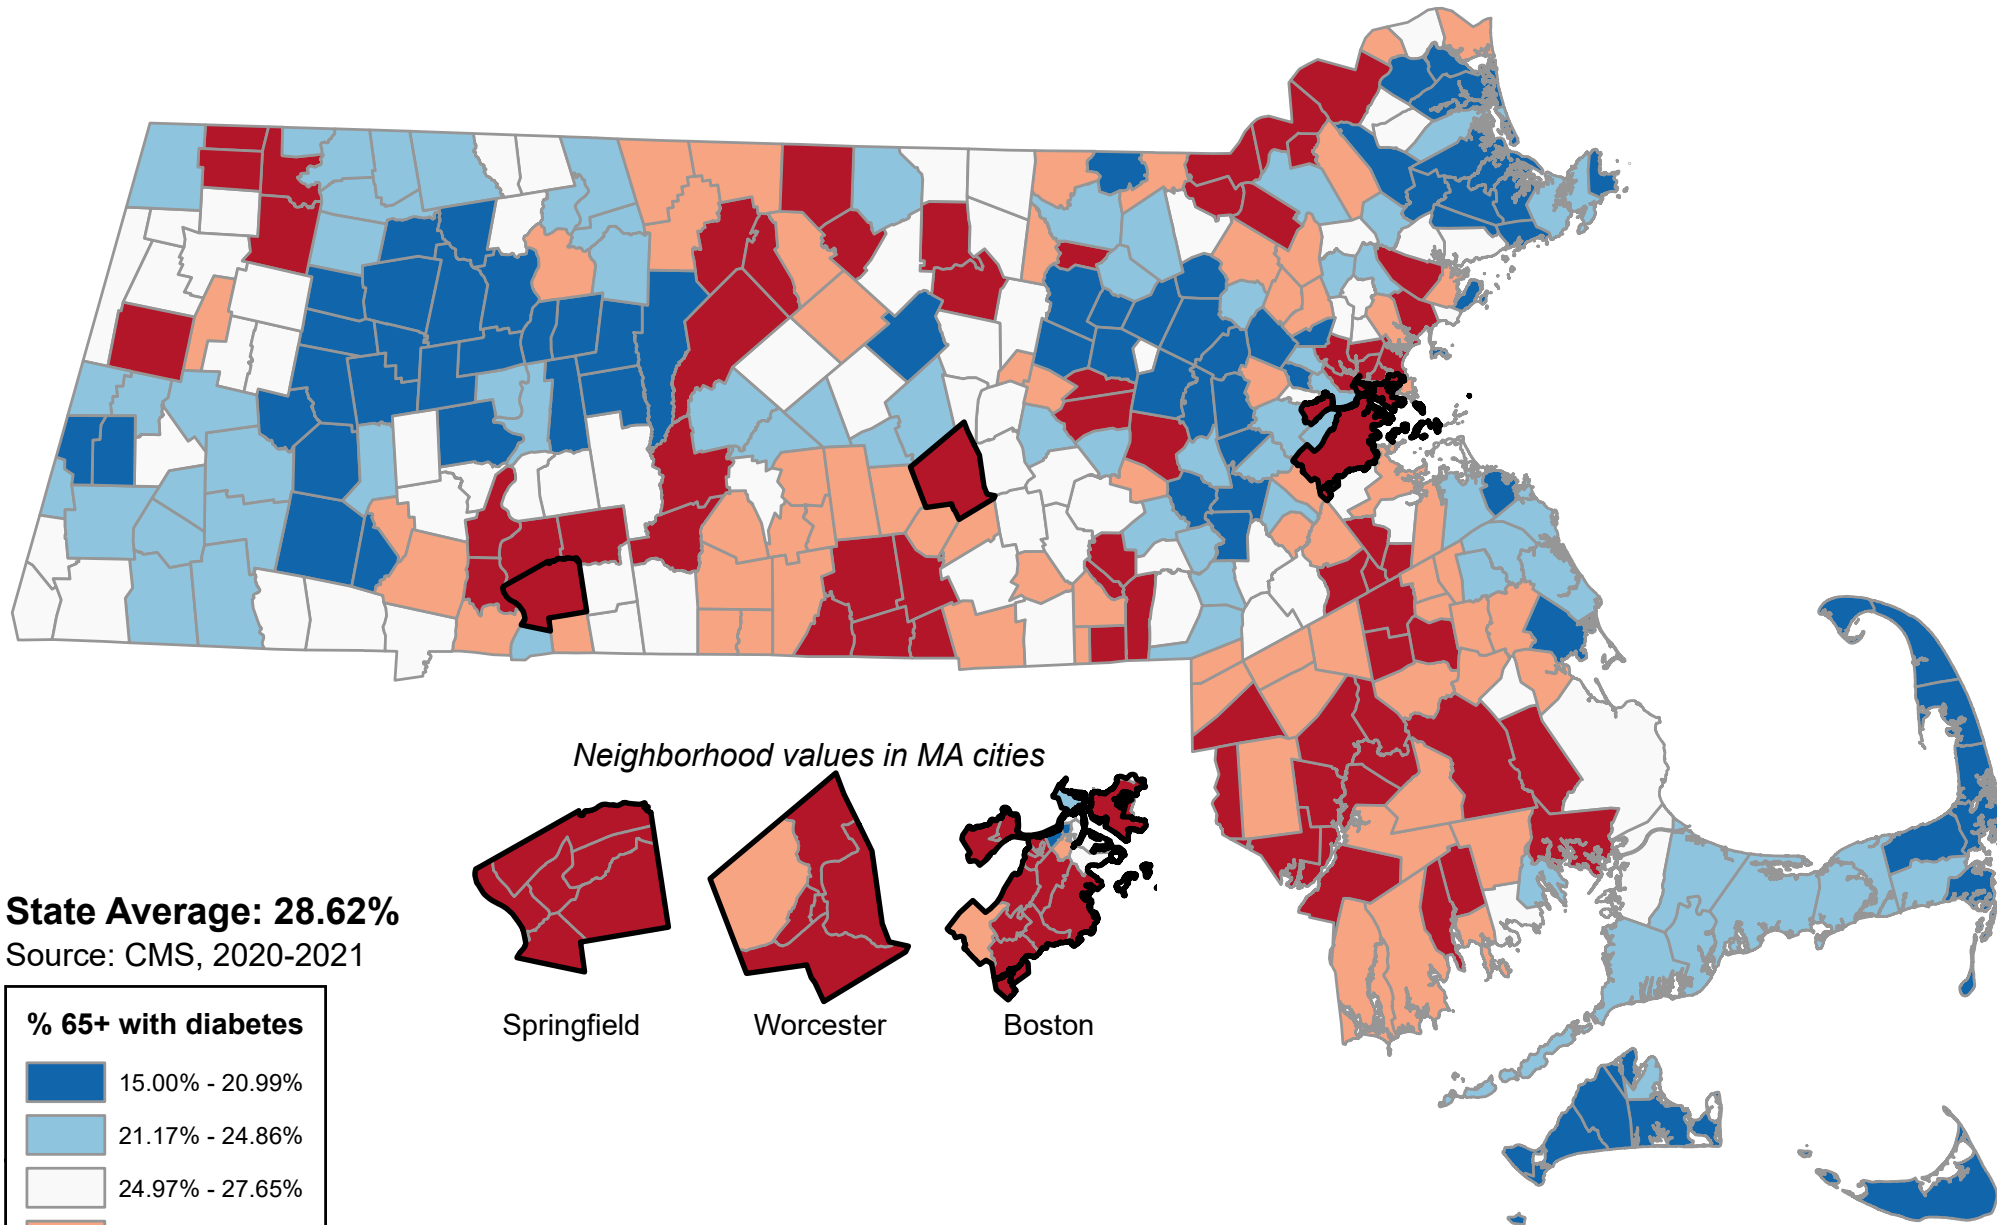 Neighborhood values in MA cities
Springfield
Worcester
Boston
State Average: 28.62%
Source: CMS, 2020-2021
% 65+ with diabetes
15.00% - 20.99%
21.17% - 24.86%
24.97% - 27.65%